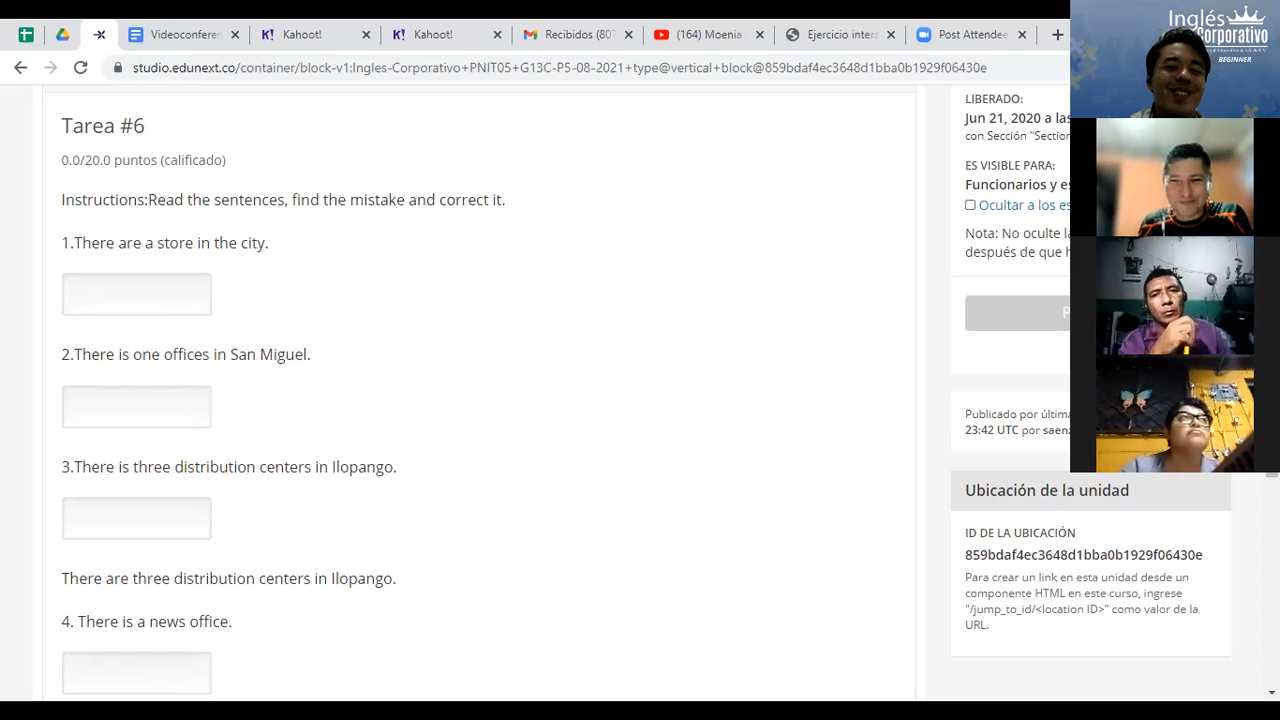 Videoconfere
Kahoot!
Kahoot!
Recibidos (80
(164) Moenia
Ejercicio inter
Post Attendee
studio.edunext.co/container/block-v1:Ingles-Corporativo+PNIT05+G1-SC-P5-08-2021+type@vertical+block@859bdaf4ec3648d1bba0b1929f06430e
Inglés
Corporativo
BEGINNER
Tarea #6
0.0/20.0 puntos (calificado)
Instructions:Read the sentences, find the mistake and correct it.
1.There are a store in the city.
2.There is one offices in San Miguel.
3.There is three distribution centers in Ilopango.
There are three distribution centers in Ilopango.
4. There is a news office.
LIBERADO:
Jun 21, 2020 a las
con Sección "Section
ES VISIBLE PARA:
Funcionarios y es
Ocultar a los es
Nota: No oculte la
después de que h
P
Publicado por última
23:42 UTC por saenz
Ubicación de la unidad
ID DE LA UBICACIÓN
859bdaf4ec3648d1bba0b1929f06430e
Para crear un link en esta unidad desde un
componente HTML en este curso, ingrese
"/jump_to_id/<location ID>" como valor de la
URL.